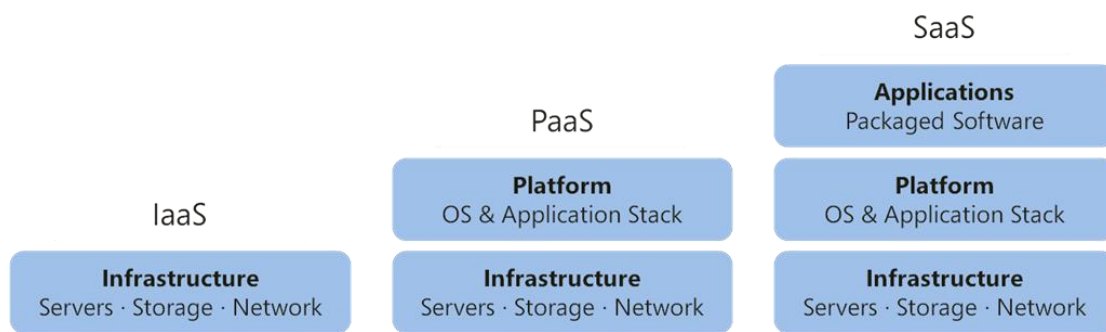 SaaS
Applications
Packaged Software
PaaS
Platform
OS & Application Stack
Platform
OS & Application Stack
IaaS
Infrastructure
Servers · Storage · Network
Infrastructure
Servers · Storage · Network
Infrastructure
Servers · Storage · Network